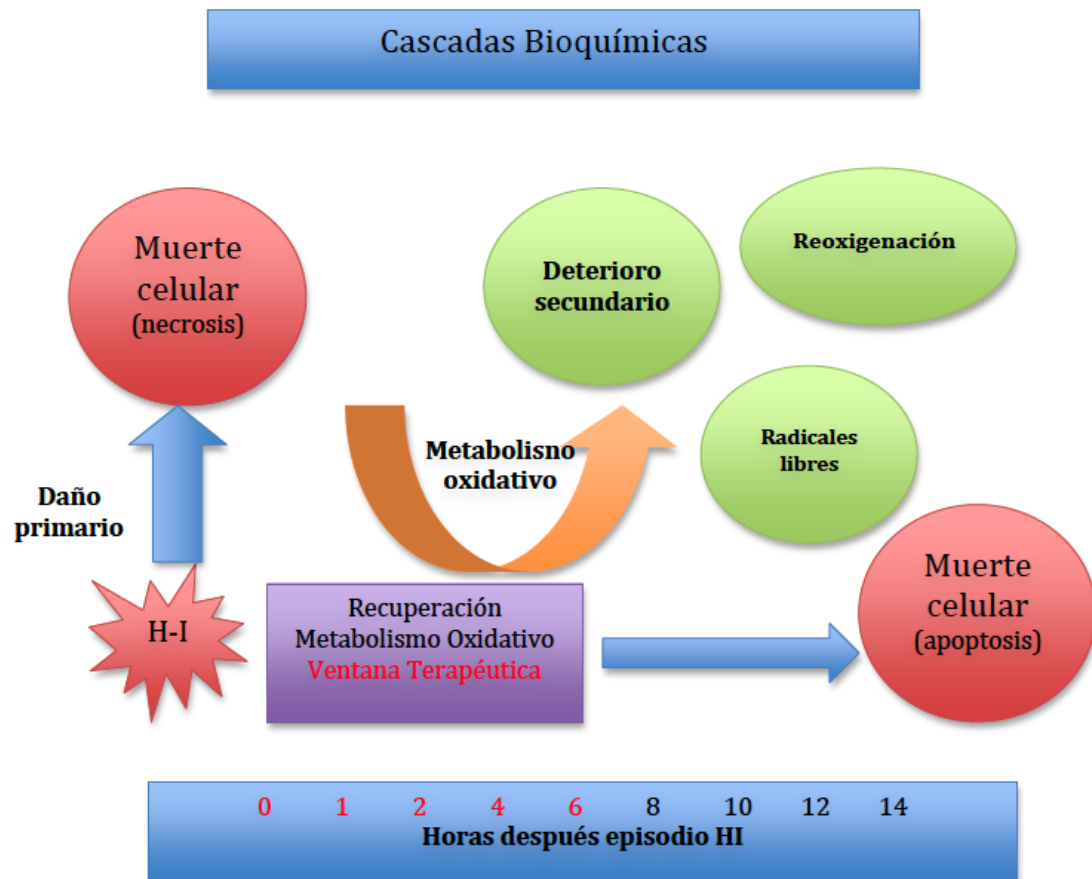 Cascadas Bioquímicas
Muerte
celular
(necrosis)
Deterioro
secundario
Reoxigenación
Metabolisno
oxidativo
Radicales
libres
Daño
primario
H-I
Recuperación
Metabolismo Oxidativo
Ventana Terapéutica
Muerte
celular
(apoptosis)
0 1 2 4 6 8 10 12 14
Horas después episodio HI